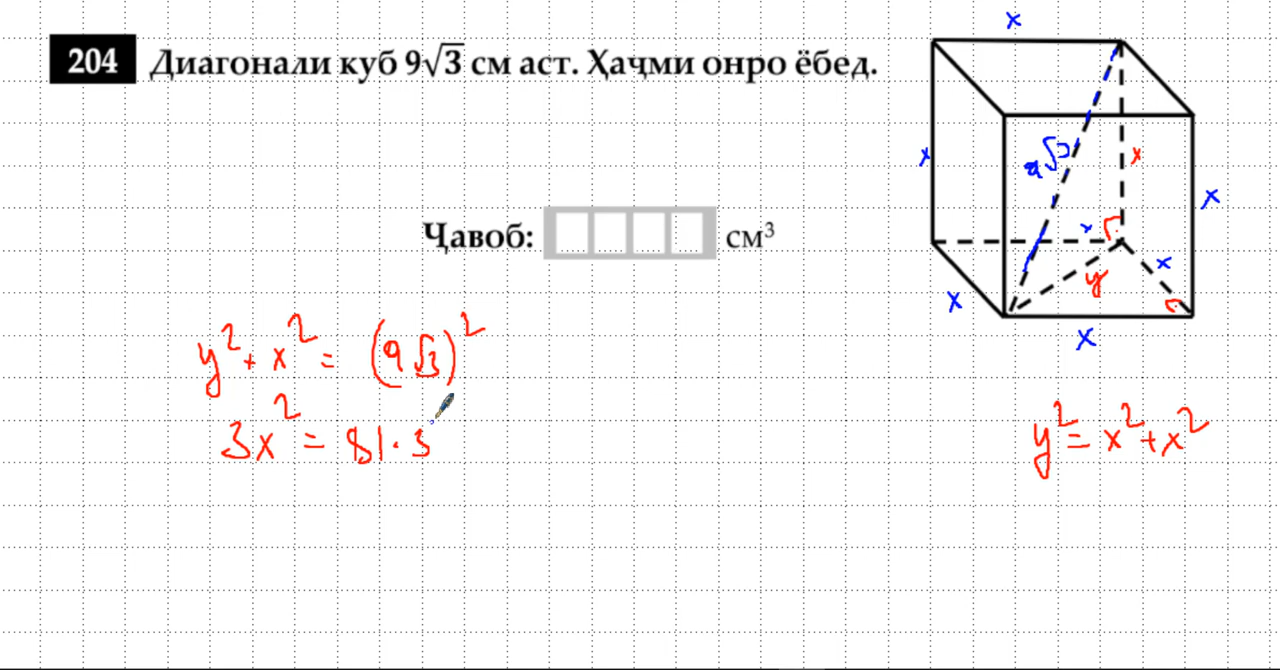 204 Диагонали куб 9√3 см аст. Ҳаҷми онро ёбед.
Ҷавоб: см³
x
x
9√3
x
x
x
x
x
y
x
y² + x² = (9√3)²
3x² = 81·3
y² = x² + x²